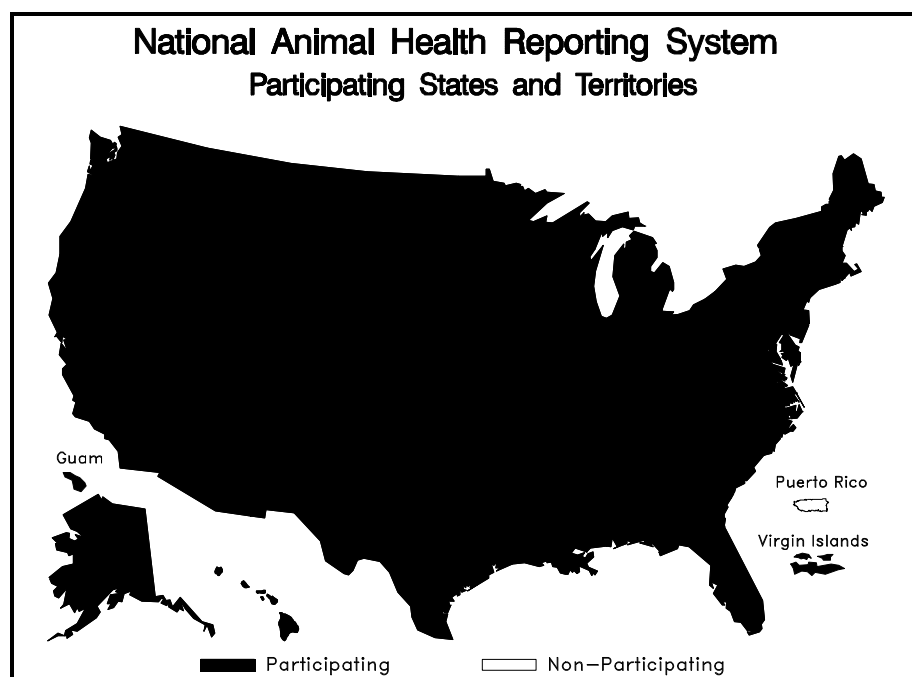 National Animal Health Reporting System
Participating States and Territories
Guam
Puerto Rico
Virgin Islands
Participating
Non-Participating